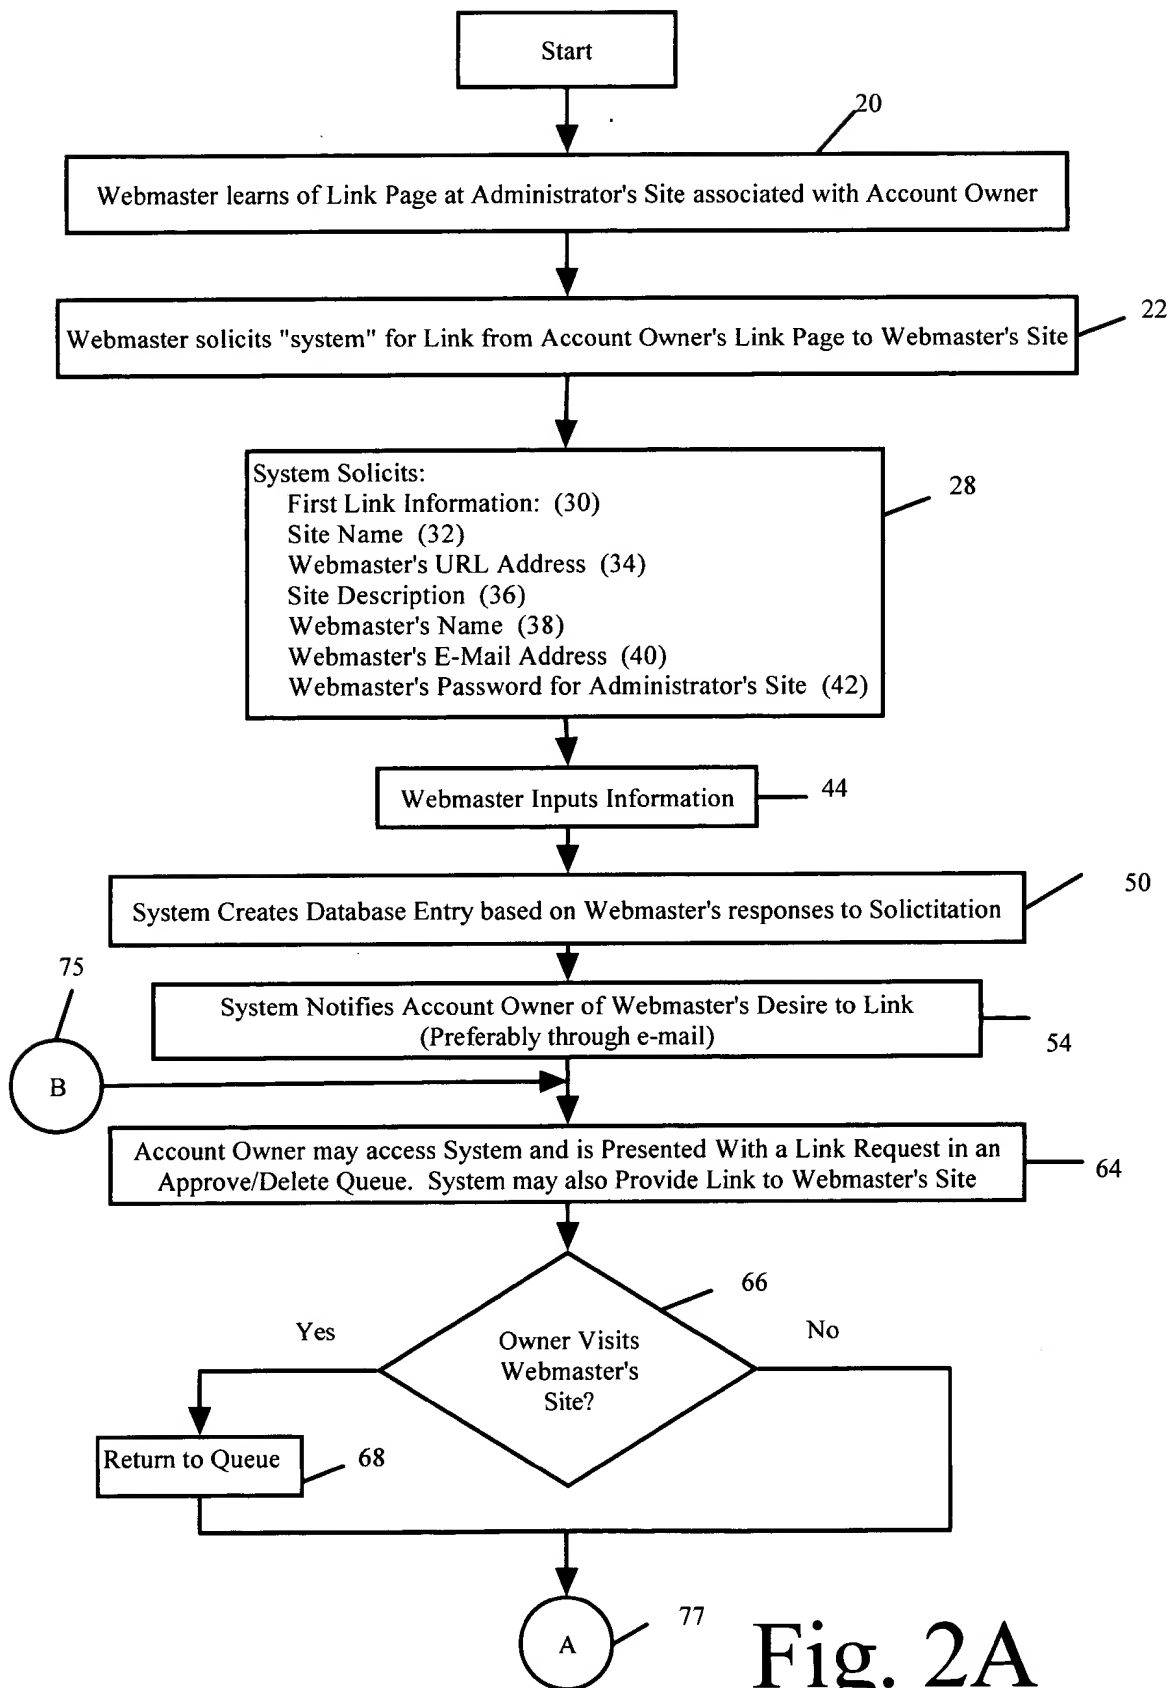 Start
20
Webmaster learns of Link Page at Administrator's Site associated with Account Owner
22
Webmaster solicits "system" for Link from Account Owner's Link Page to Webmaster's Site
System Solicits:
28
First Link Information: (30)
Site Name (32)
Webmaster's URL Address (34)
Site Description (36)
Webmaster's Name (38)
Webmaster's E-Mail Address (40)
Webmaster's Password for Administrator's Site (42)
Webmaster Inputs Information
44
50
System Creates Database Entry based on Webmaster's responses to Solictitation
75
System Notifies Account Owner of Webmaster's Desire to Link
(Preferably through e-mail)
54
B
Account Owner may access System and is Presented With a Link Request in an
Approve/Delete Queue. System may also Provide Link to Webmaster's Site
64
66
Yes
No
Owner Visits
Webmaster's
Site?
Return to Queue
68
A
77
Fig. 2A